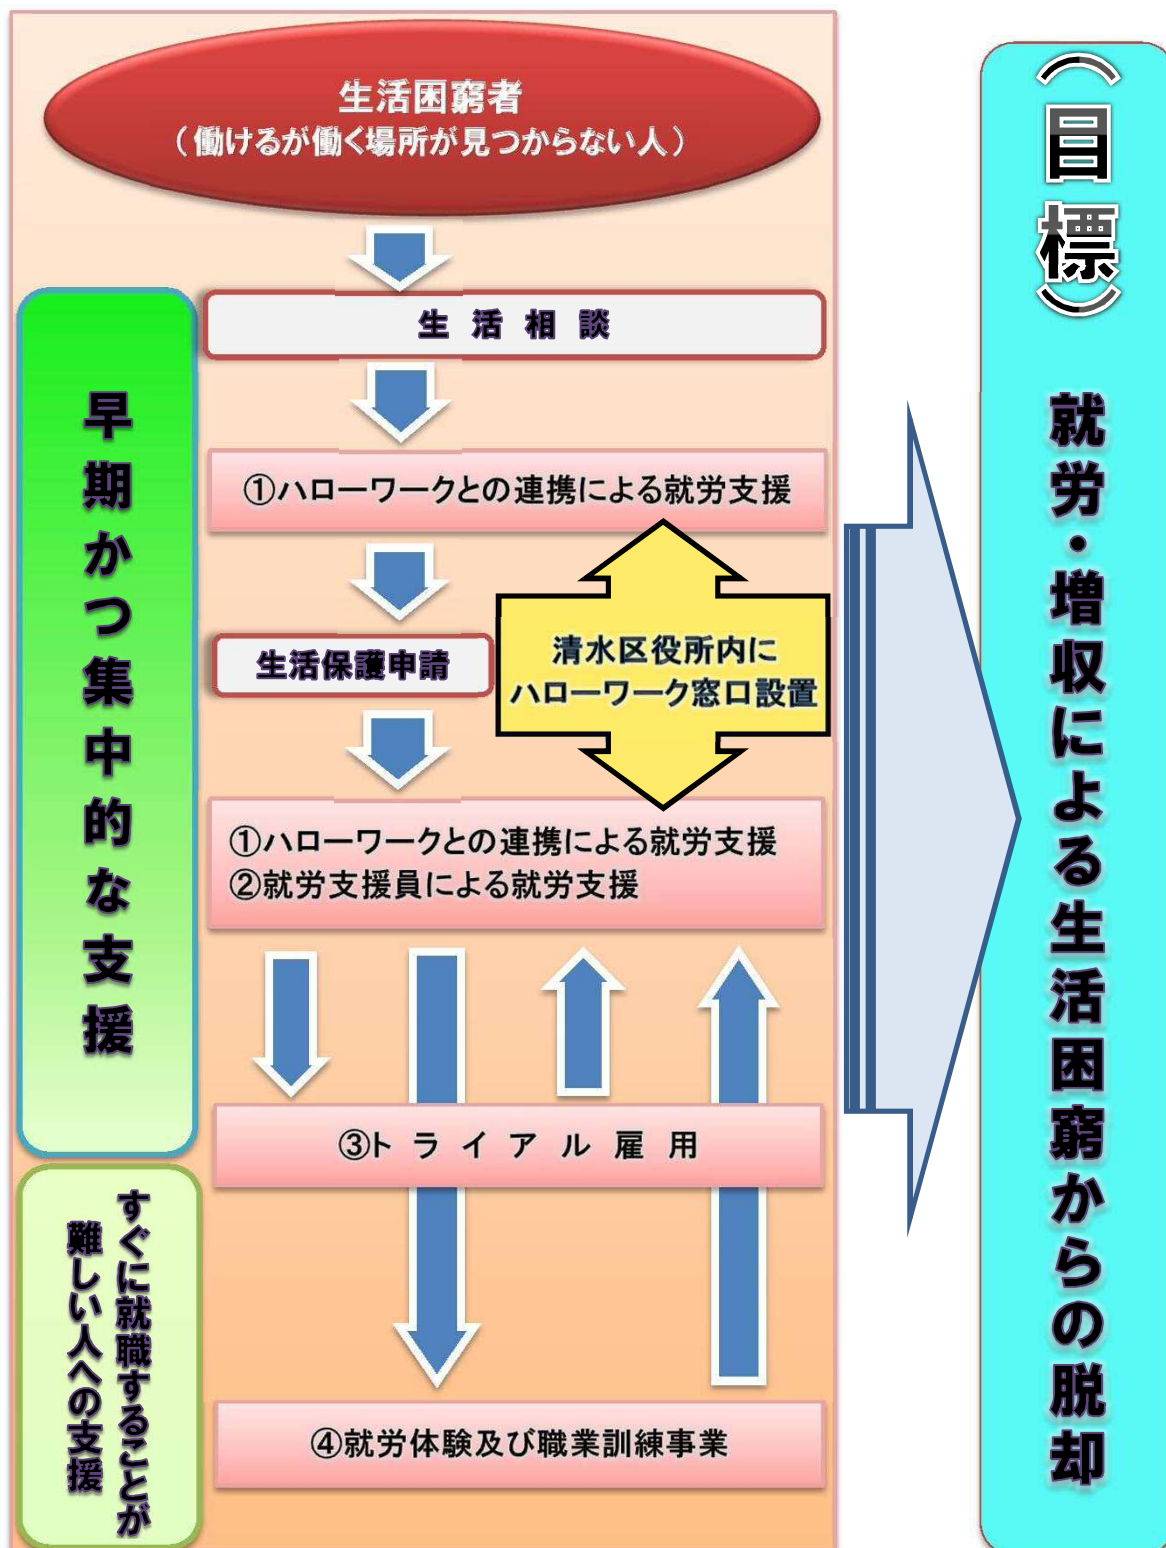 生活困窮者
（働けるが働く場所が見つからない人）
生活相談
①ハローワークとの連携による就労支援
生活保護申請
清水区役所内に
ハローワーク窓口設置
①ハローワークとの連携による就労支援
②就労支援員による就労支援
③トライアル雇用
④就労体験及び職業訓練事業
早期かつ集中的な支援
すぐに就職することが
難しい人への支援
（目標）　就労・増収による生活困窮からの脱却